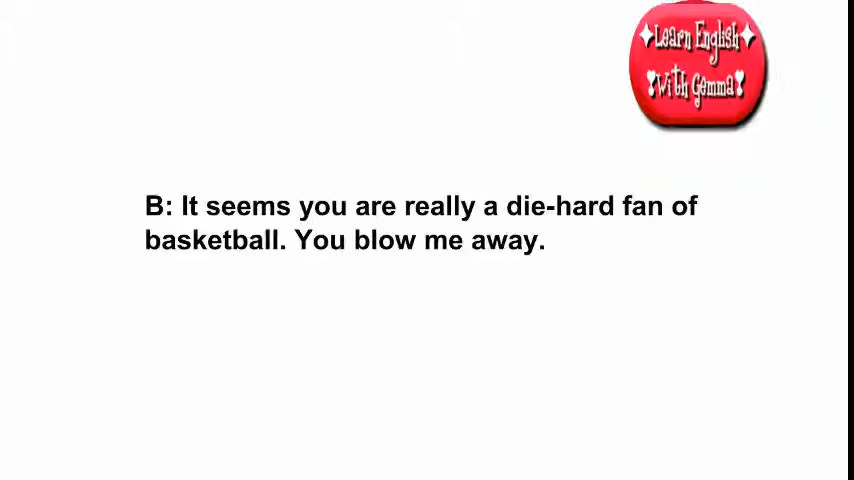 ✦Learn English✦
❣With Gemma❣
B: It seems you are really a die-hard fan of
basketball. You blow me away.